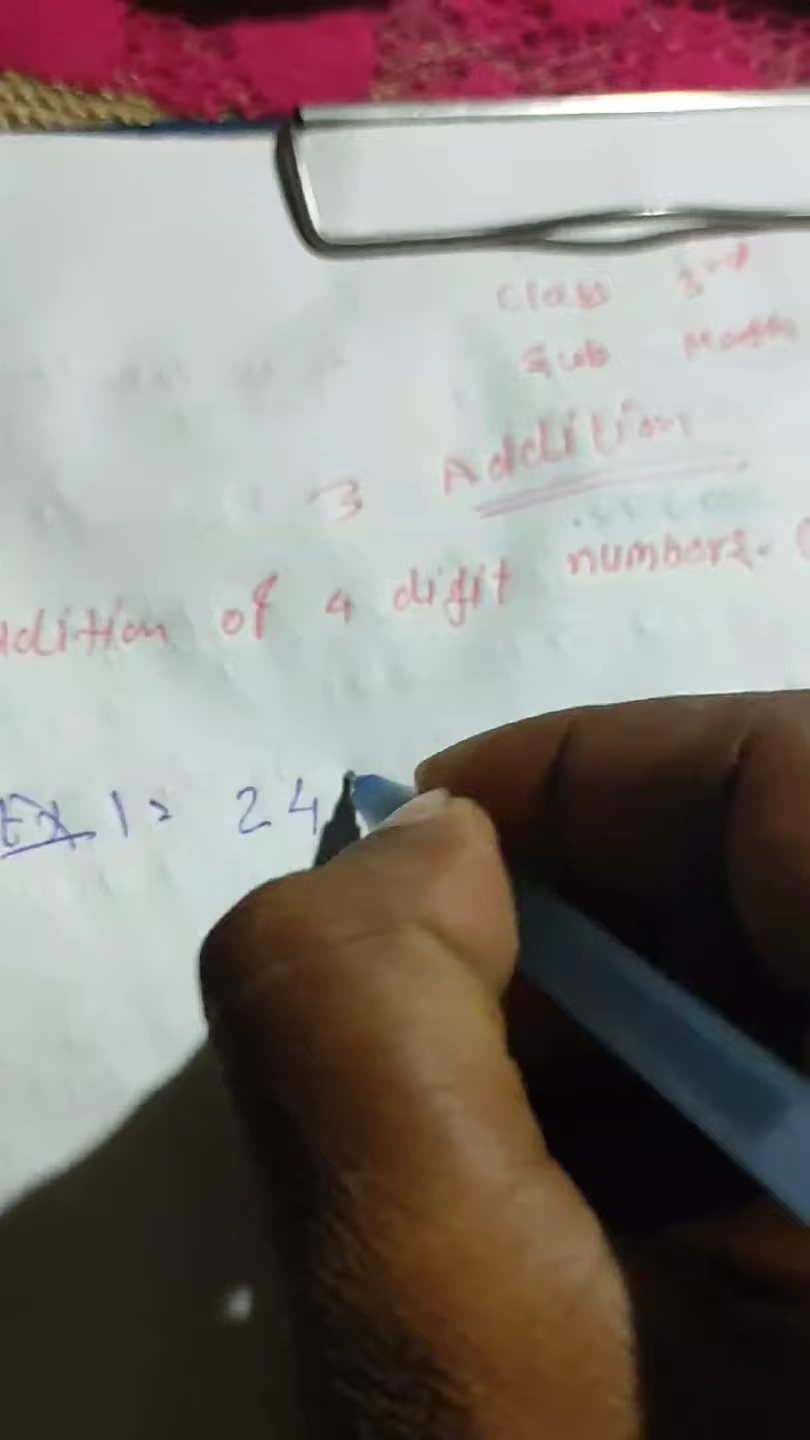 Class 3rd
Sub Math
3 Addition
ddition of 4 digit numbers.
Ex 1> 24